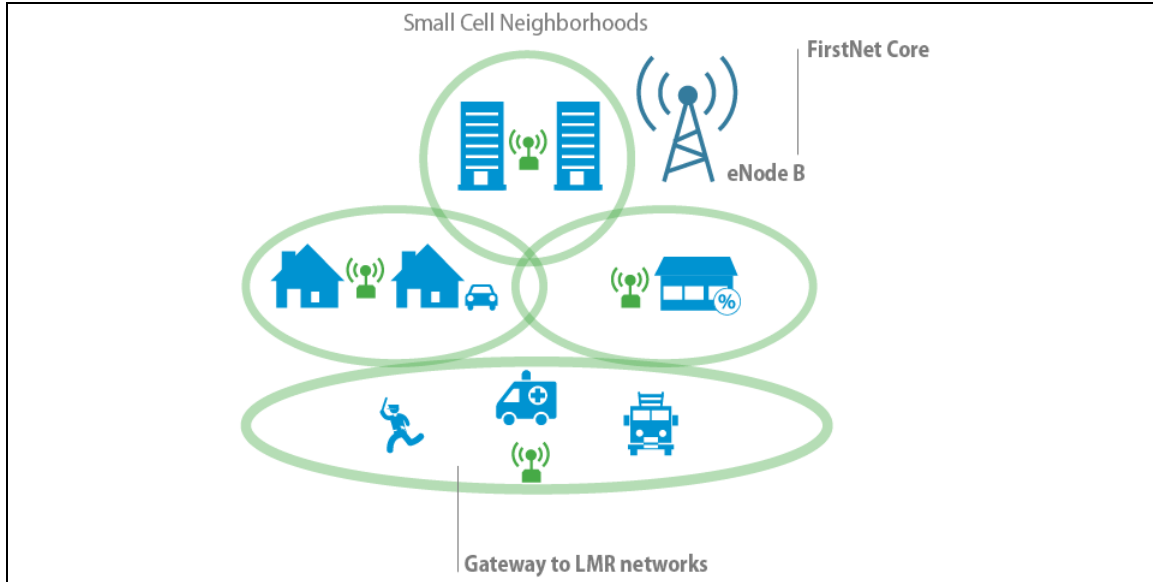 Small Cell Neighborhoods
FirstNet Core
eNode B
%
Gateway to LMR networks